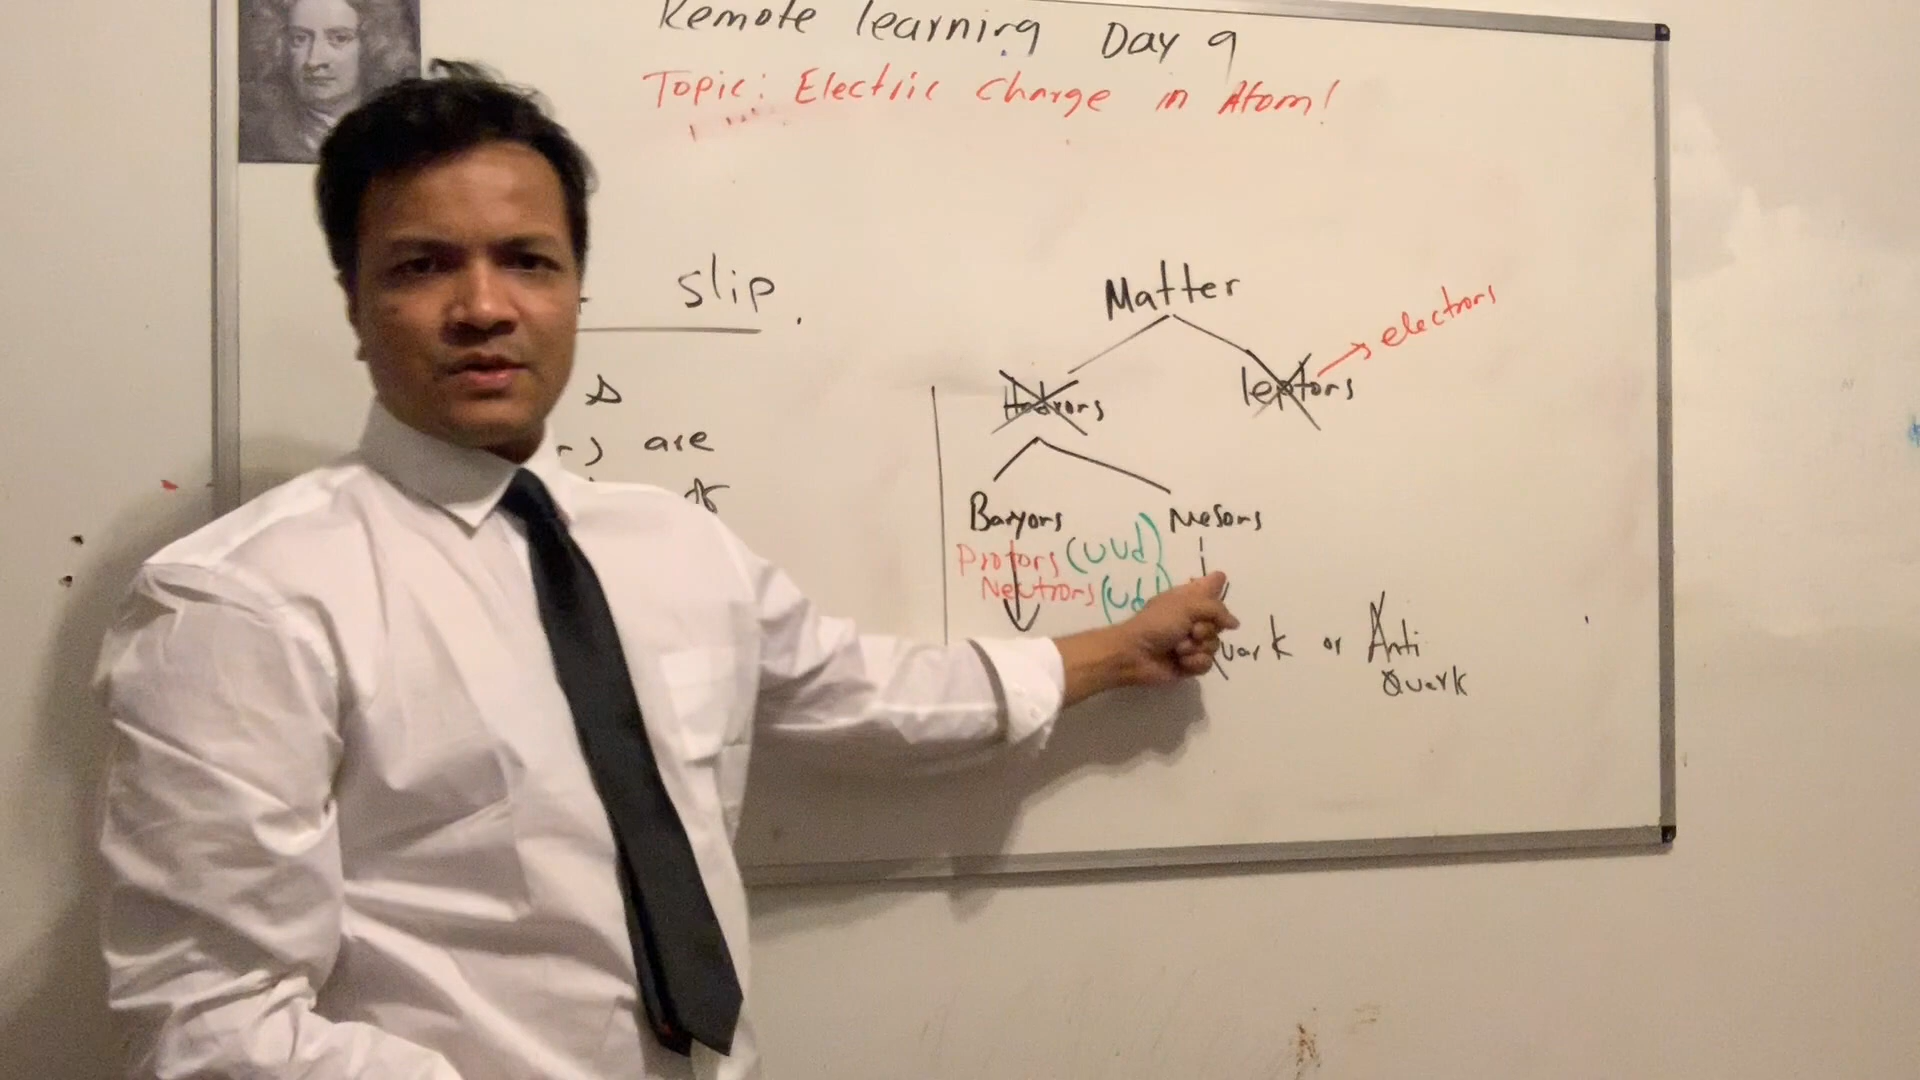 Remote learning Day 9
Topic: Electric charge in Atom!
slip.
are
Matter
electrons
Hadrons
leptons
Baryons
Mesons
Protons (uud)
Neutrons (ud
Quark or Anti
Quark